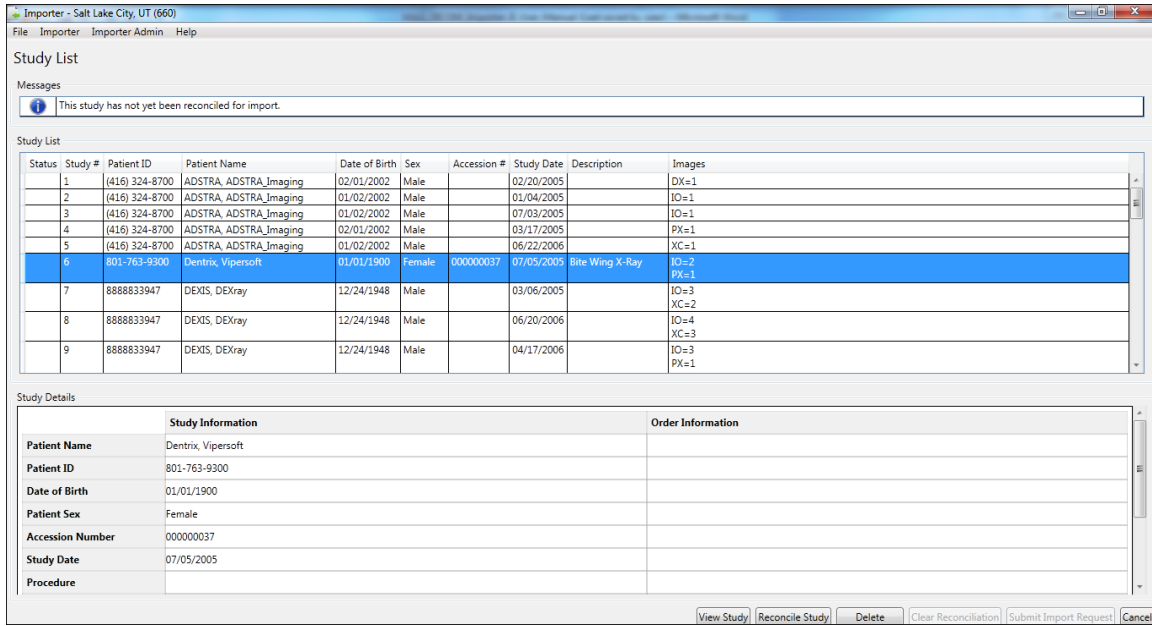 Importer - Salt Lake City, UT (660)
File Importer Importer Admin Help
Study List
Messages
This study has not yet been reconciled for import.
Study List
Status Study # Patient ID Patient Name Date of Birth Sex Accession # Study Date Description Images
1 (416) 324-8700 ADSTRA, ADSTRA_Imaging 02/01/2002 Male 02/20/2005 DX=1
2 (416) 324-8700 ADSTRA, ADSTRA_Imaging 01/02/2002 Male 01/04/2005 IO=1
3 (416) 324-8700 ADSTRA, ADSTRA_Imaging 01/02/2002 Male 07/03/2005 IO=1
4 (416) 324-8700 ADSTRA, ADSTRA_Imaging 02/01/2002 Male 03/17/2005 PX=1
5 (416) 324-8700 ADSTRA, ADSTRA_Imaging 01/02/2002 Male 06/22/2006 XC=1
6 801-763-9300 Dentrix, Vipersoft 01/01/1900 Female 000000037 07/05/2005 Bite Wing X-Ray IO=2
PX=1
7 8888833947 DEXIS, DEXray 12/24/1948 Male 03/06/2005 IO=3
XC=2
8 8888833947 DEXIS, DEXray 12/24/1948 Male 06/20/2006 IO=4
XC=3
9 8888833947 DEXIS, DEXray 12/24/1948 Male 04/17/2006 IO=3
PX=1
Study Details
Study Information Order Information
Patient Name Dentrix, Vipersoft
Patient ID 801-763-9300
Date of Birth 01/01/1900
Patient Sex Female
Accession Number 000000037
Study Date 07/05/2005
Procedure
View Study Reconcile Study Delete Clear Reconciliation Submit Import Request Cancel